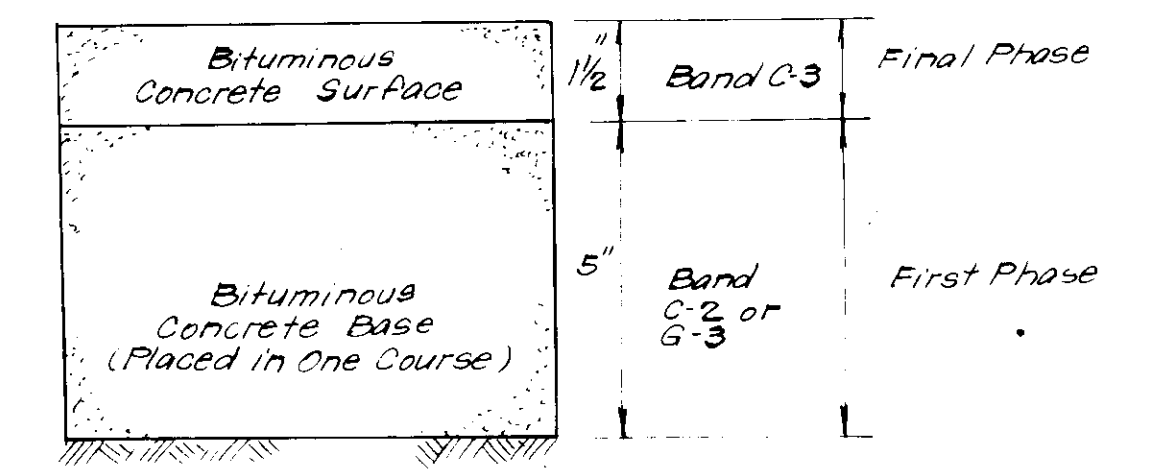 Bituminous
Concrete Surface
1½"
Band C-3
Final Phase
Bituminous
Concrete Base
(Placed in One Course)
5"
Band
C-2 or
G-3
First Phase